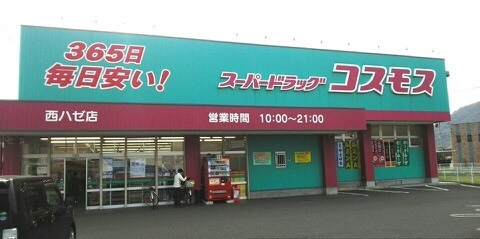 365日
毎日安い!
スーパードラッグ コスモス
西ハゼ店
営業時間 10:00～21:00